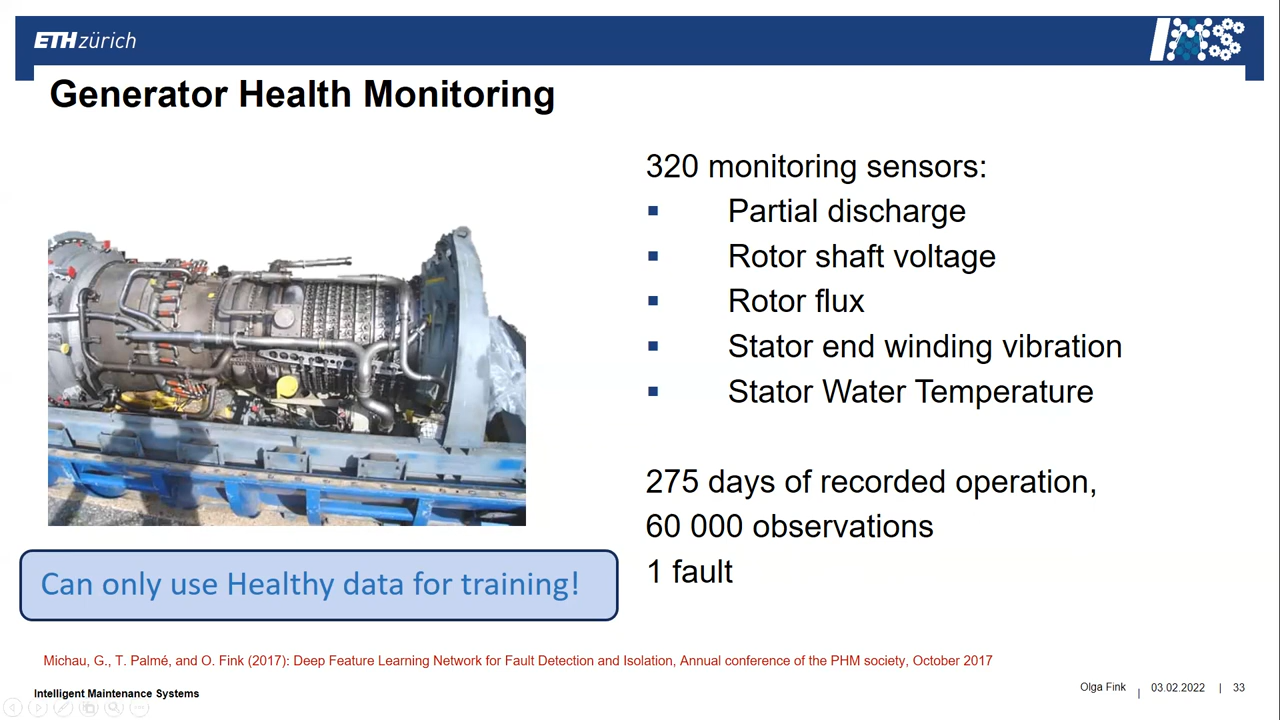 ETH zürich
IMS
Generator Health Monitoring
320 monitoring sensors:
▪ Partial discharge
▪ Rotor shaft voltage
▪ Rotor flux
▪ Stator end winding vibration
▪ Stator Water Temperature
275 days of recorded operation,
60 000 observations
1 fault
Can only use Healthy data for training!
Michau, G., T. Palmé, and O. Fink (2017): Deep Feature Learning Network for Fault Detection and Isolation, Annual conference of the PHM society, October 2017
Intelligent Maintenance Systems
Olga Fink | 03.02.2022 | 33